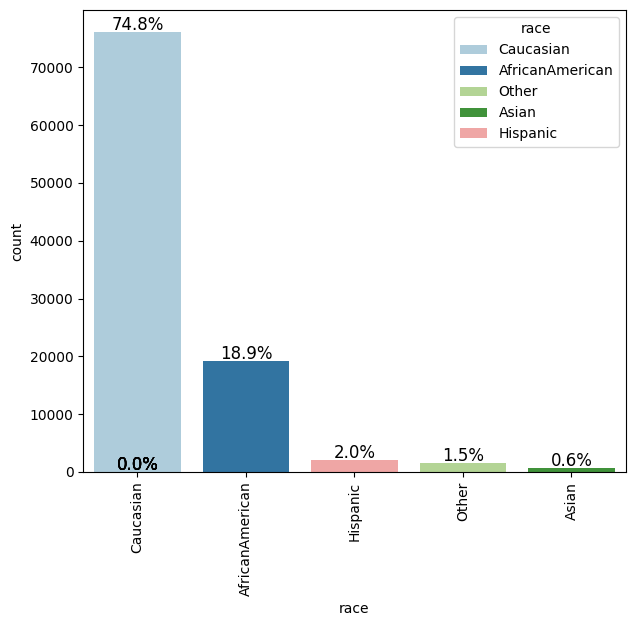 74.8%
race
Caucasian
AfricanAmerican
Other
Asian
Hispanic
70000
60000
50000
40000
30000
20000
10000
0
count
18.9%
2.0%
1.5%
0.6%
0.0%
Caucasian
AfricanAmerican
Hispanic
Other
Asian
race